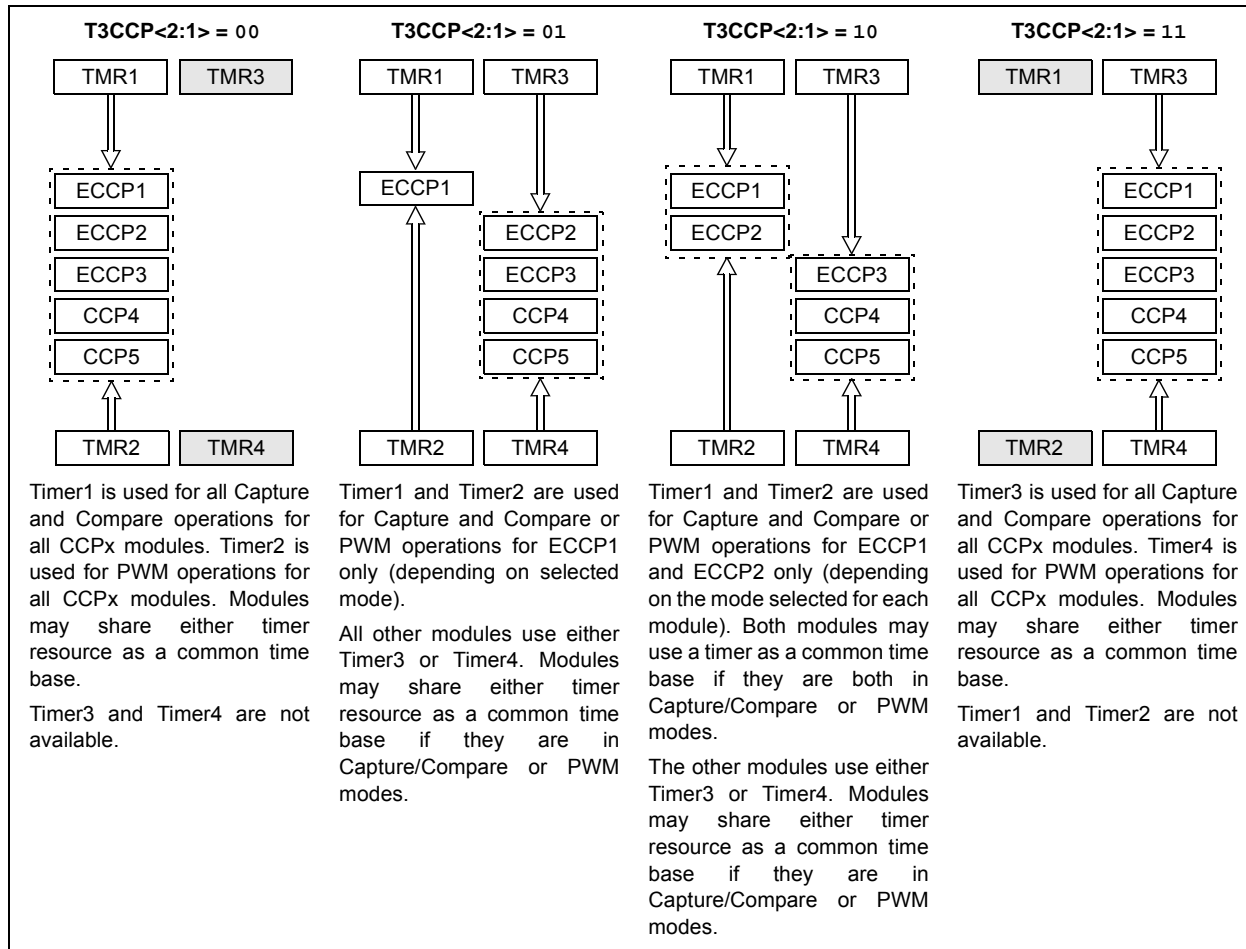 T3CCP<2:1> = 00
TMR1
TMR3
ECCP1
ECCP2
ECCP3
CCP4
CCP5
TMR2
TMR4
Timer1 is used for all Capture
and Compare operations for
all CCPx modules. Timer2 is
used for PWM operations for
all CCPx modules. Modules
may share either timer
resource as a common time
base.
Timer3 and Timer4 are not
available.
T3CCP<2:1> = 01
TMR1
TMR3
ECCP1
ECCP2
ECCP3
CCP4
CCP5
TMR2
TMR4
Timer1 and Timer2 are used
for Capture and Compare or
PWM operations for ECCP1
only (depending on selected
mode).
All other modules use either
Timer3 or Timer4. Modules
may share either timer
resource as a common time
base if they are in
Capture/Compare or PWM
modes.
T3CCP<2:1> = 10
TMR1
TMR3
ECCP1
ECCP2
ECCP3
CCP4
CCP5
TMR2
TMR4
Timer1 and Timer2 are used
for Capture and Compare or
PWM operations for ECCP1
and ECCP2 only (depending
on the mode selected for each
module). Both modules may
use a timer as a common time
base if they are both in
Capture/Compare or PWM
modes.
The other modules use either
Timer3 or Timer4. Modules
may share either timer
resource as a common time
base if they are in
Capture/Compare or PWM
modes.
T3CCP<2:1> = 11
TMR1
TMR3
ECCP1
ECCP2
ECCP3
CCP4
CCP5
TMR2
TMR4
Timer3 is used for all Capture
and Compare operations for
all CCPx modules. Timer4 is
used for PWM operations for
all CCPx modules. Modules
may share either timer
resource as a common time
base.
Timer1 and Timer2 are not
available.